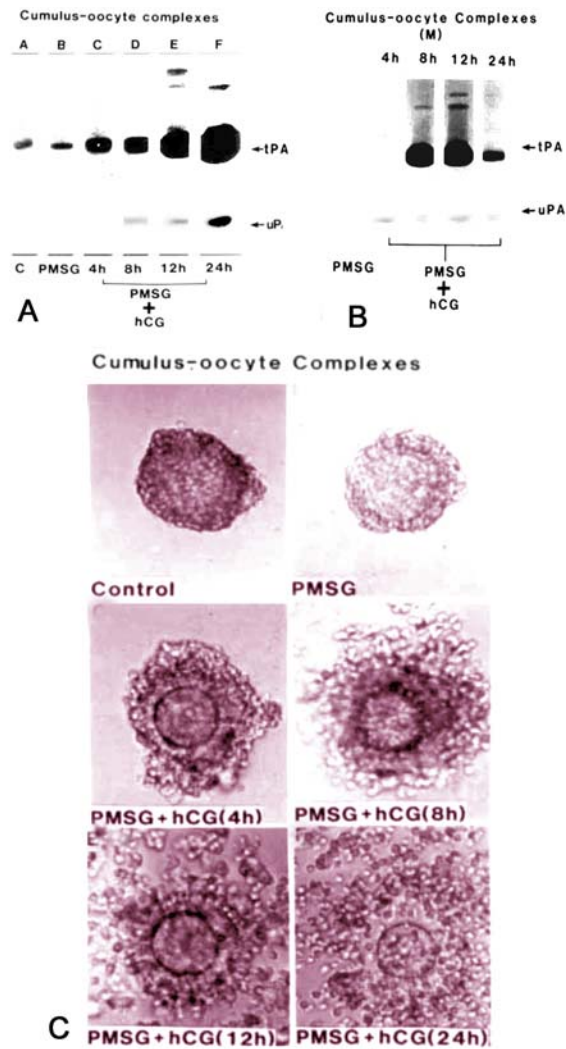 Cumulus-oocyte complexes
A B C D E F
←tPA
←uP.
C PMSG 4h 8h 12h 24h
PMSG
+
hCG
A
Cumulus-oocyte Complexes
(M)
4h 8h 12h 24h
←tPA
←uPA
PMSG
PMSG
+
hCG
B
Cumulus-oocyte Complexes
Control PMSG
PMSG+hCG(4h) PMSG+hCG(8h)
PMSG+hCG(12h) PMSG+hCG(24h)
C